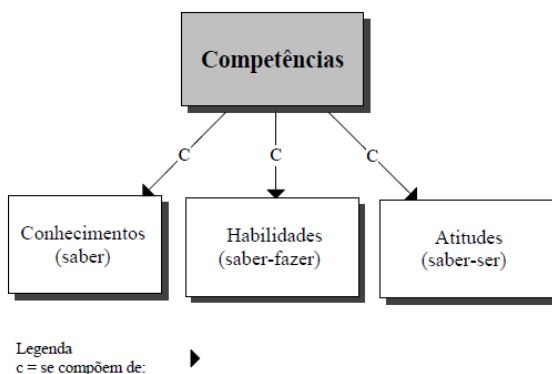 Competências
C
C
C
Conhecimentos
(saber)
Habilidades
(saber-fazer)
Atitudes
(saber-ser)
Legenda
c = se compõem de: